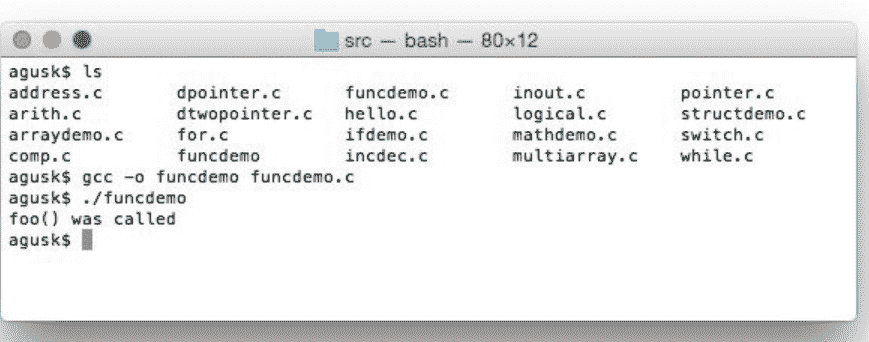 src — bash — 80×12
agusk$ ls
address.c dpointer.c funcdemo.c inout.c pointer.c
arith.c dtwopointer.c hello.c logical.c structdemo.c
arraydemo.c for.c ifdemo.c mathdemo.c switch.c
comp.c funcdemo incdec.c multiarray.c while.c
agusk$ gcc -o funcdemo funcdemo.c
agusk$ ./funcdemo
foo() was called
agusk$